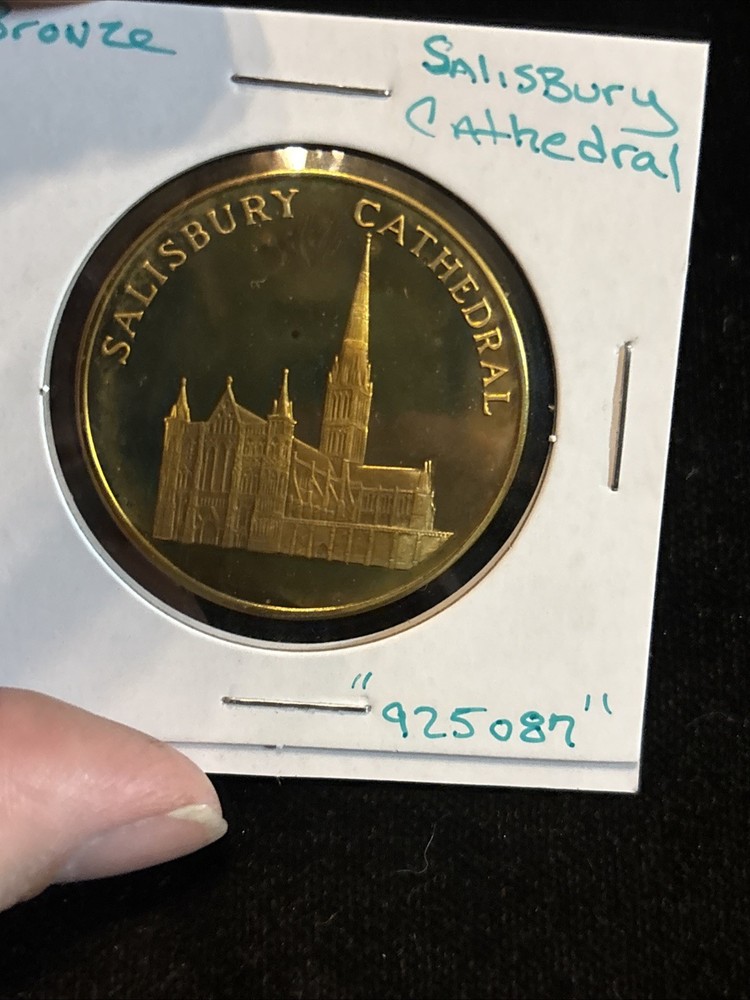 Bronze
Salisbury
Cathedral
SALISBURY CATHEDRAL
"925087"